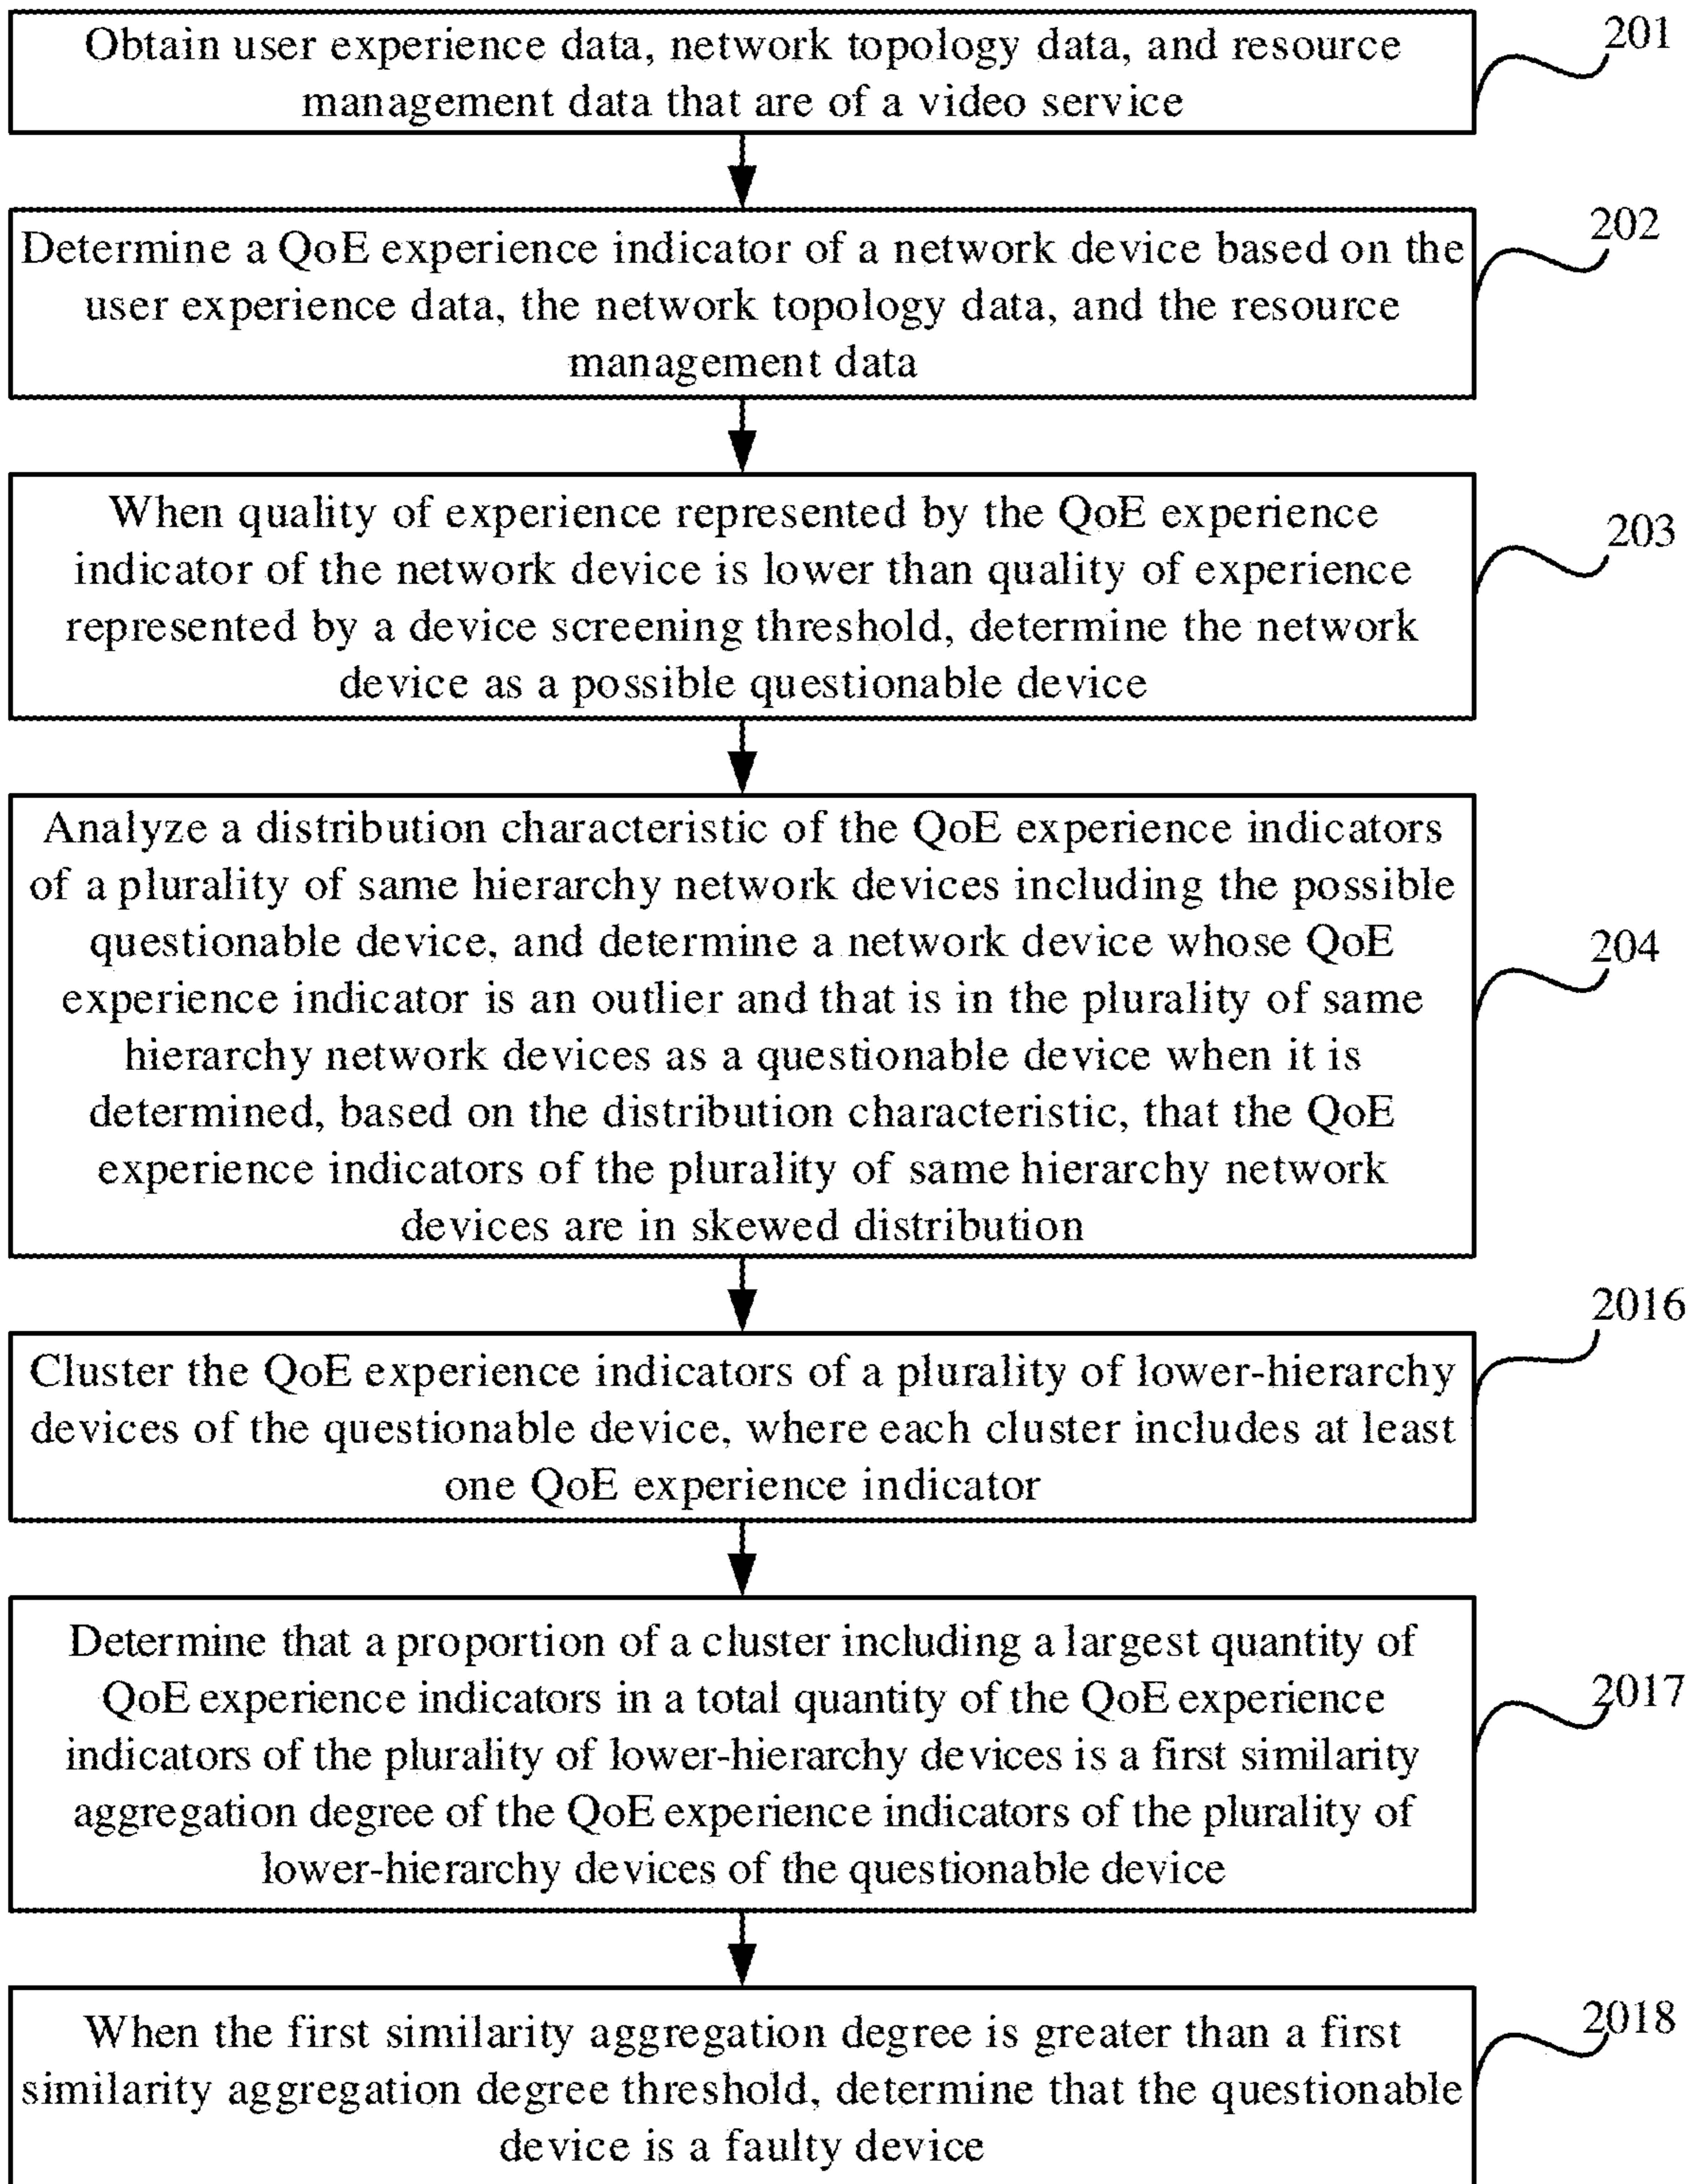 Obtain user experience data, network topology data, and resource
management data that are of a video service
201
Determine a QoE experience indicator of a network device based on the
user experience data, the network topology data, and the resource
management data
202
When quality of experience represented by the QoE experience
indicator of the network device is lower than quality of experience
represented by a device screening threshold, determine the network
device as a possible questionable device
203
Analyze a distribution characteristic of the QoE experience indicators
of a plurality of same hierarchy network devices including the possible
questionable device, and determine a network device whose QoE
experience indicator is an outlier and that is in the plurality of same
hierarchy network devices as a questionable device when it is
determined, based on the distribution characteristic, that the QoE
experience indicators of the plurality of same hierarchy network
devices are in skewed distribution
204
Cluster the QoE experience indicators of a plurality of lower-hierarchy
devices of the questionable device, where each cluster includes at least
one QoE experience indicator
2016
Determine that a proportion of a cluster including a largest quantity of
QoE experience indicators in a total quantity of the QoE experience
indicators of the plurality of lower-hierarchy devices is a first similarity
aggregation degree of the QoE experience indicators of the plurality of
lower-hierarchy devices of the questionable device
2017
When the first similarity aggregation degree is greater than a first
similarity aggregation degree threshold, determine that the questionable
device is a faulty device
2018